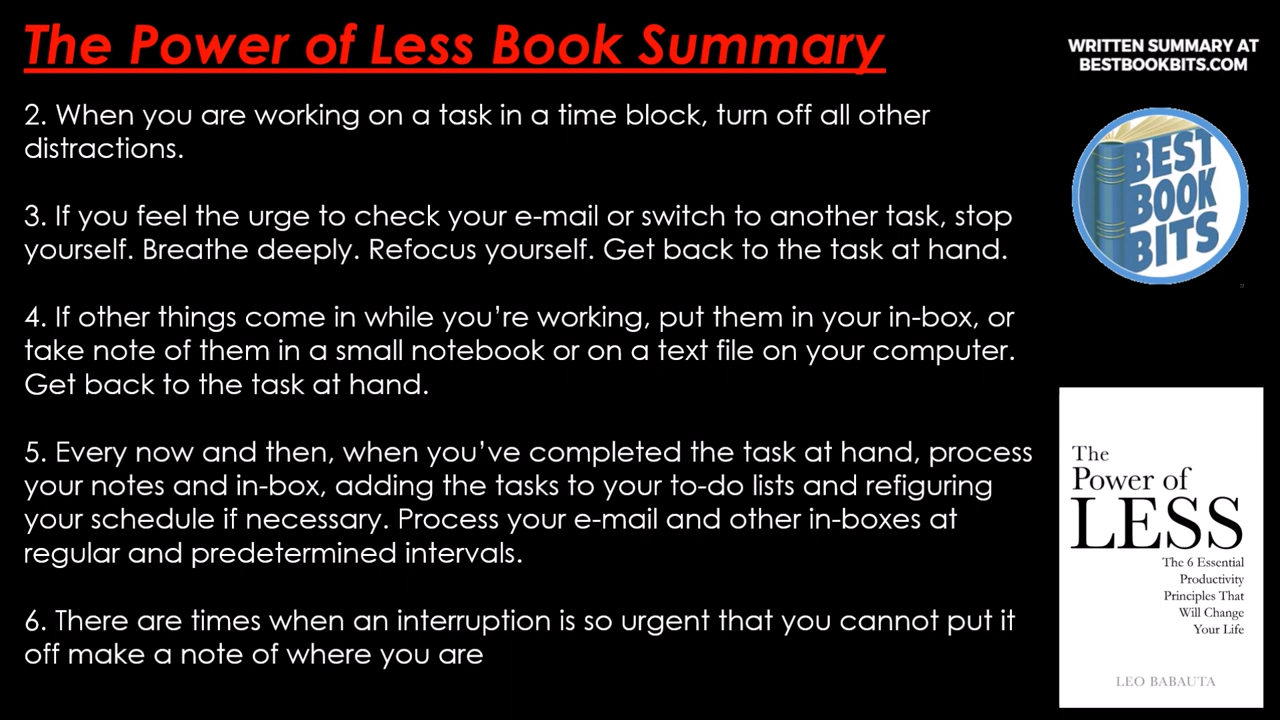 The Power of Less Book Summary
WRITTEN SUMMARY AT
BESTBOOKBITS.COM
2. When you are working on a task in a time block, turn off all other
distractions.
3. If you feel the urge to check your e-mail or switch to another task, stop
yourself. Breathe deeply. Refocus yourself. Get back to the task at hand.
4. If other things come in while you’re working, put them in your in-box, or
take note of them in a small notebook or on a text file on your computer.
Get back to the task at hand.
5. Every now and then, when you’ve completed the task at hand, process
your notes and in-box, adding the tasks to your to-do lists and refiguring
your schedule if necessary. Process your e-mail and other in-boxes at
regular and predetermined intervals.
6. There are times when an interruption is so urgent that you cannot put it
off make a note of where you are
BEST
BOOK
BITS
The
Power of
LESS
The 6 Essential
Productivity
Principles That
Will Change
Your Life
LEO BABAUTA